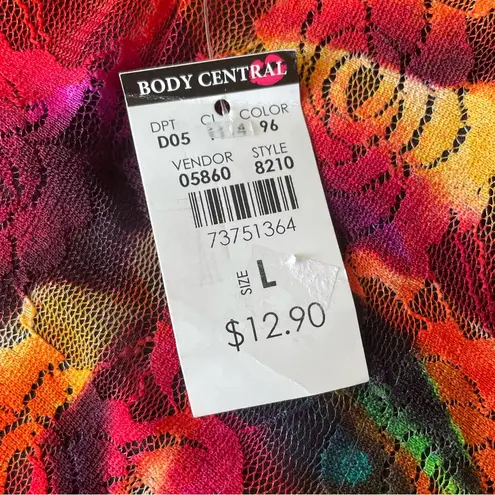 BODY CENTRAL
DPT COLOR
D05 96
VENDOR STYLE
05860 8210
73751364
SIZE L
$12.90